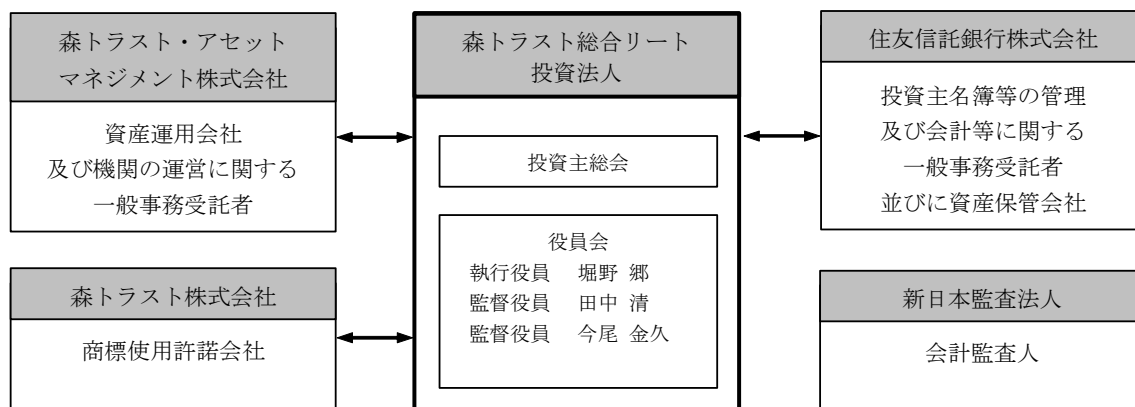 森トラスト・アセット
マネジメント株式会社
資産運用会社
及び機関の運営に関する
一般事務受託者
森トラスト株式会社
商標使用許諾会社
森トラスト総合リート
投資法人
投資主総会
役員会
執行役員 堀野 郷
監督役員 田中 清
監督役員 今尾 金久
住友信託銀行株式会社
投資主名簿等の管理
及び会計等に関する
一般事務受託者
並びに資産保管会社
新日本監査法人
会計監査人